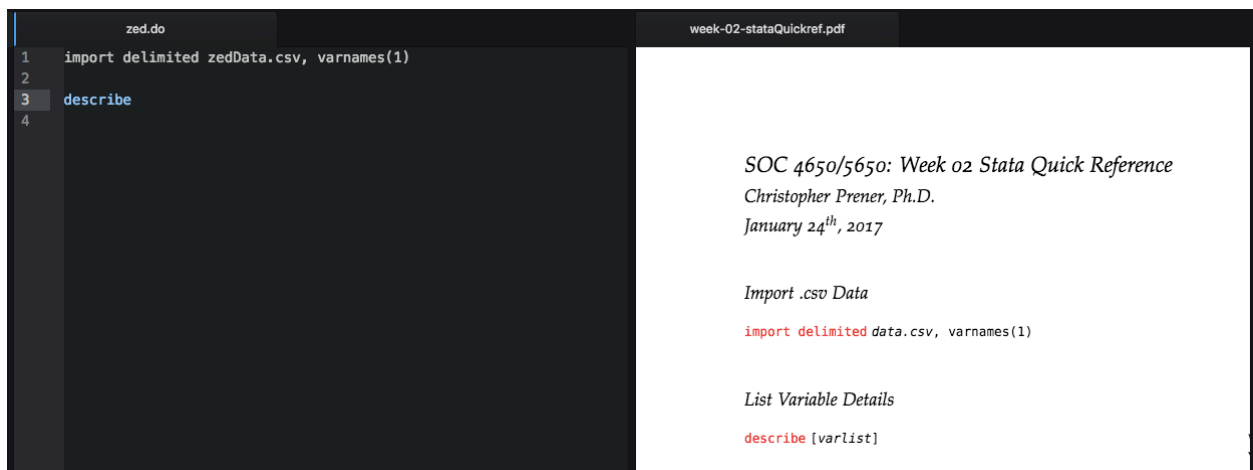 zed.do
1 import delimited zedData.csv, varnames(1)
2
3 describe
4
week-02-stataQuickref.pdf
SOC 4650/5650: Week 02 Stata Quick Reference
Christopher Prener, Ph.D.
January 24th, 2017
Import .csv Data
import delimited data.csv, varnames(1)
List Variable Details
describe [varlist]